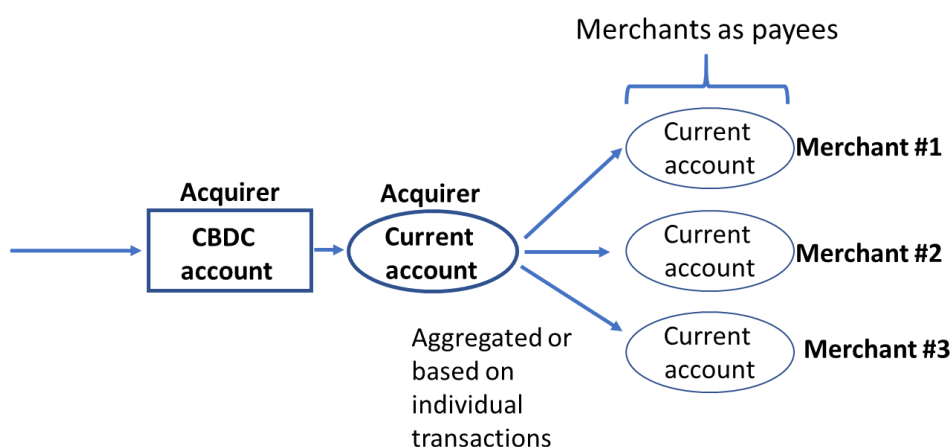 Merchants as payees
Current
account
Merchant #1
Acquirer
CBDC
account
Acquirer
Current
account
Current
account
Merchant #2
Aggregated or
based on
individual
transactions
Current
account
Merchant #3